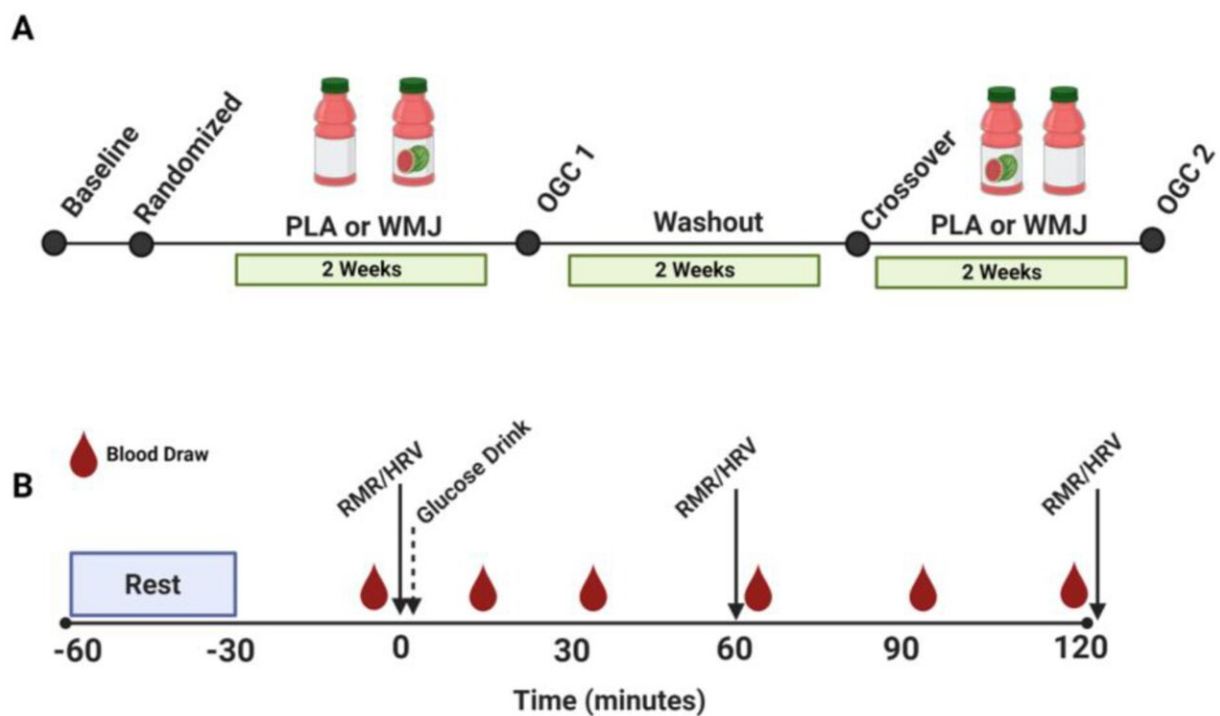 A
Baseline
Randomized
PLA or WMJ
2 Weeks
OGC 1
Washout
2 Weeks
Crossover
PLA or WMJ
2 Weeks
OGC 2
Blood Draw
B
Rest
RMR/HRV
Glucose Drink
RMR/HRV
RMR/HRV
-60 -30 0 30 60 90 120
Time (minutes)